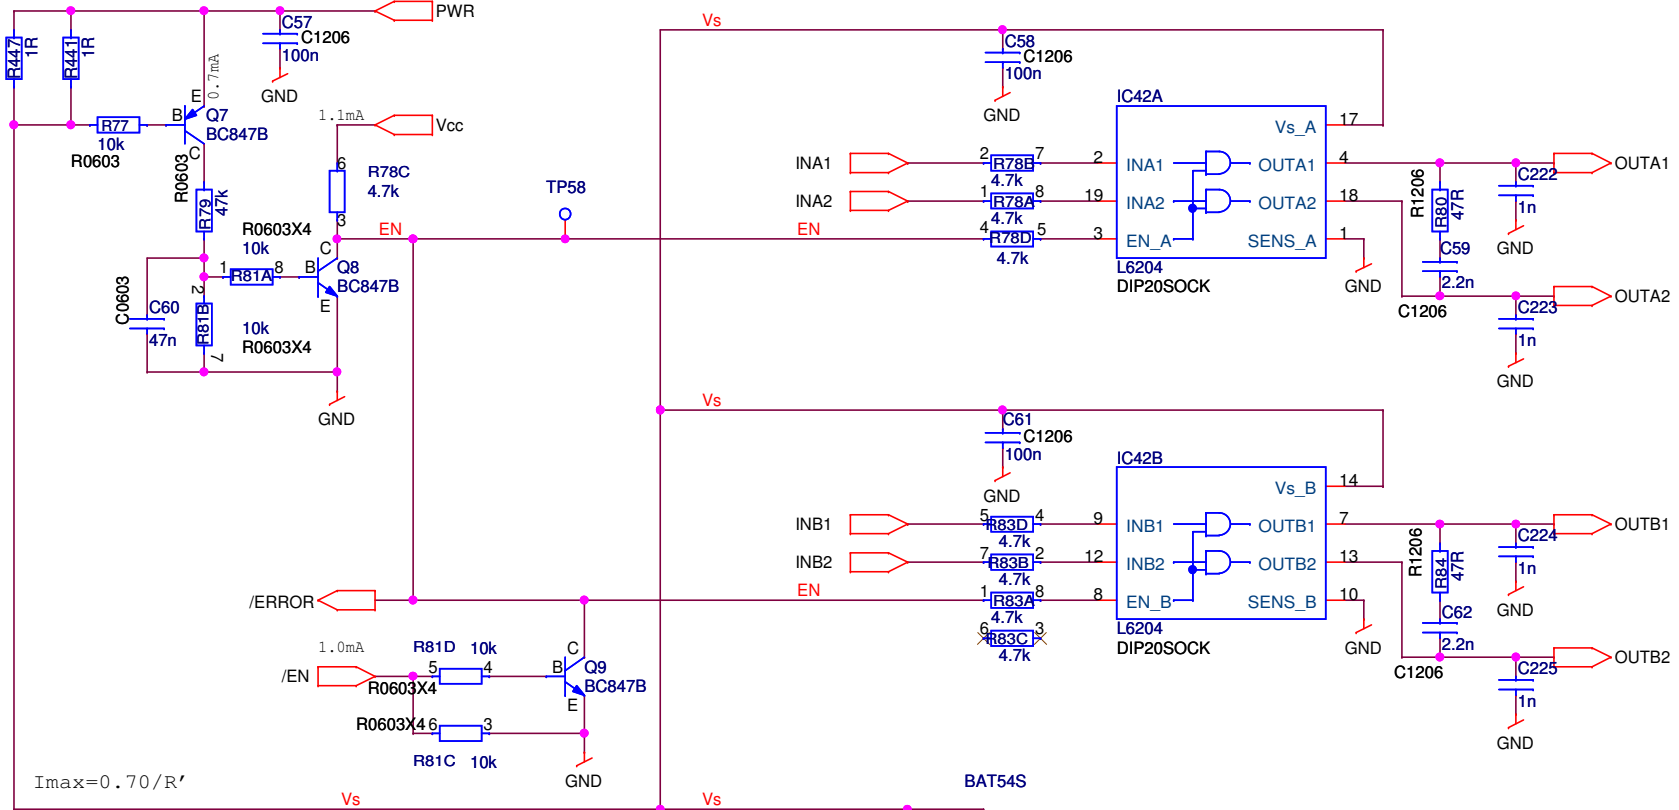 PWR
R447
1R
R441
1R
C57
C1206
100n
GND
0.7mA
E
B
C
Q7
BC847B
R77
10k
R0603
R0603
R79
47k
1.1mA
Vcc
6
R78C
4.7k
3
TP58
EN
R0603X4
10k
1
R81A
8
B
C
E
Q8
BC847B
C0603
C60
47n
2
R81B
7
10k
R0603X4
GND
Vs
C58
C1206
100n
GND
IC42A
Vs_A
17
INA1
2
R78B
7
4.7k
2
INA1
OUTA1
4
OUTA1
INA2
1
R78A
8
4.7k
19
INA2
OUTA2
18
EN
4
R78D
5
4.7k
3
EN_A
SENS_A
1
L6204
DIP20SOCK
GND
R1206
R80
47R
C59
2.2n
C1206
C222
1n
GND
OUTA2
C223
1n
GND
Vs
C61
C1206
100n
GND
IC42B
Vs_B
14
INB1
5
R83D
4
4.7k
9
INB1
OUTB1
7
OUTB1
INB2
7
R83B
2
4.7k
12
INB2
OUTB2
13
EN
1
R83A
8
4.7k
8
EN_B
SENS_B
10
6
R83C
3
4.7k
L6204
DIP20SOCK
GND
R1206
R84
47R
C62
2.2n
C1206
C224
1n
GND
OUTB2
C225
1n
GND
/ERROR
1.0mA
/EN
R81D
10k
5
4
R0603X4
B
C
E
Q9
BC847B
R0603X4
6
3
R81C
10k
GND
BAT54S
Imax=0.70/R'
Vs
Vs